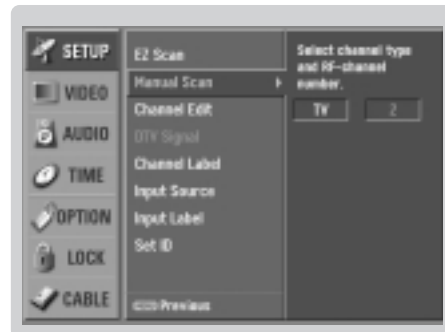 SETUP
VIDEO
AUDIO
TIME
OPTION
LOCK
CABLE
EZ Scan
Manual Scan
Channel Edit
DTV Signal
Channel Label
Input Source
Input Label
Set ID
Previous
Select channel type
and RF-channel
number.
TV 2